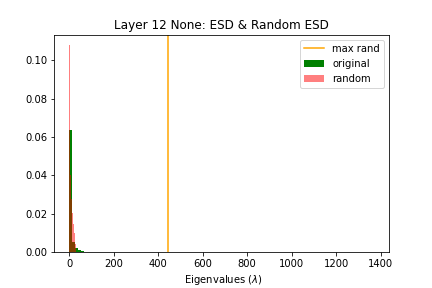 Layer 12 None: ESD & Random ESD
max rand
original
random
0.10
0.08
0.06
0.04
0.02
0.00
0 200 400 600 800 1000 1200 1400
Eigenvalues (λ)